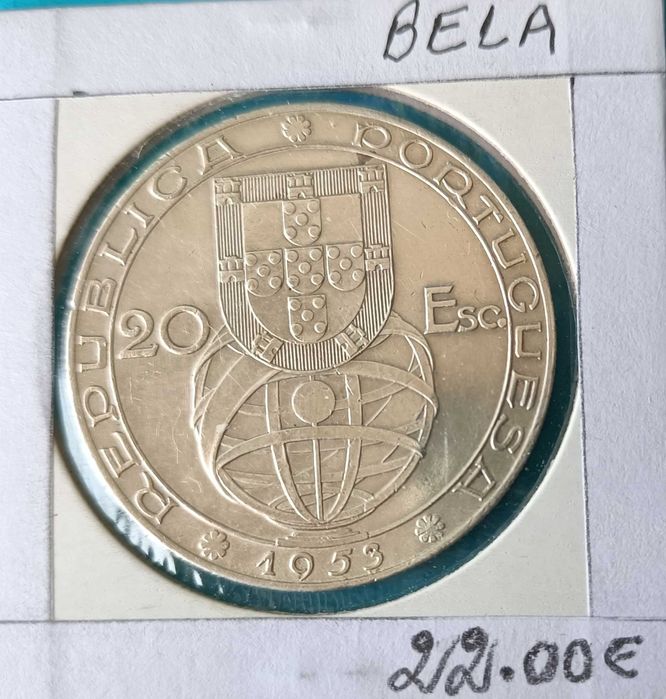 BELA
REPUBLICA * PORTUGUESA
20 Esc.
* 1953 *
22.00€